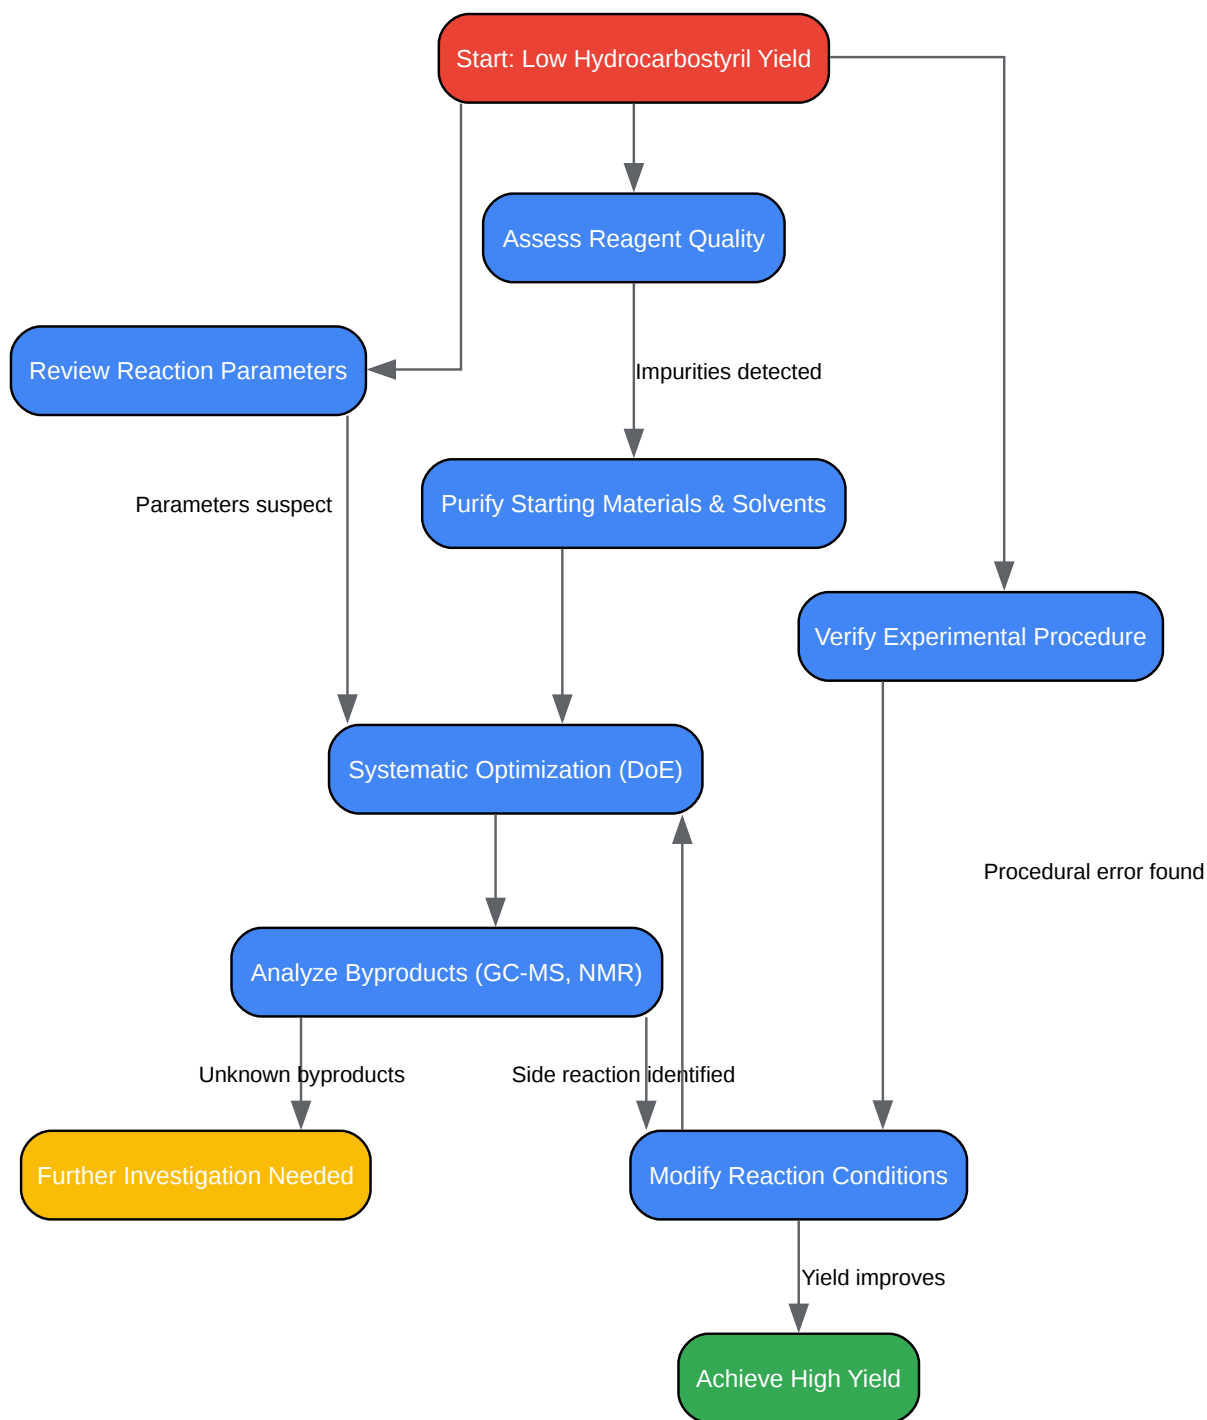 Start: Low Hydrocarbostyril Yield
Assess Reagent Quality
Review Reaction Parameters
Impurities detected
Parameters suspect
Purify Starting Materials & Solvents
Verify Experimental Procedure
Systematic Optimization (DoE)
Procedural error found
Analyze Byproducts (GC-MS, NMR)
Unknown byproducts
Side reaction identified
Further Investigation Needed
Modify Reaction Conditions
Yield improves
Achieve High Yield